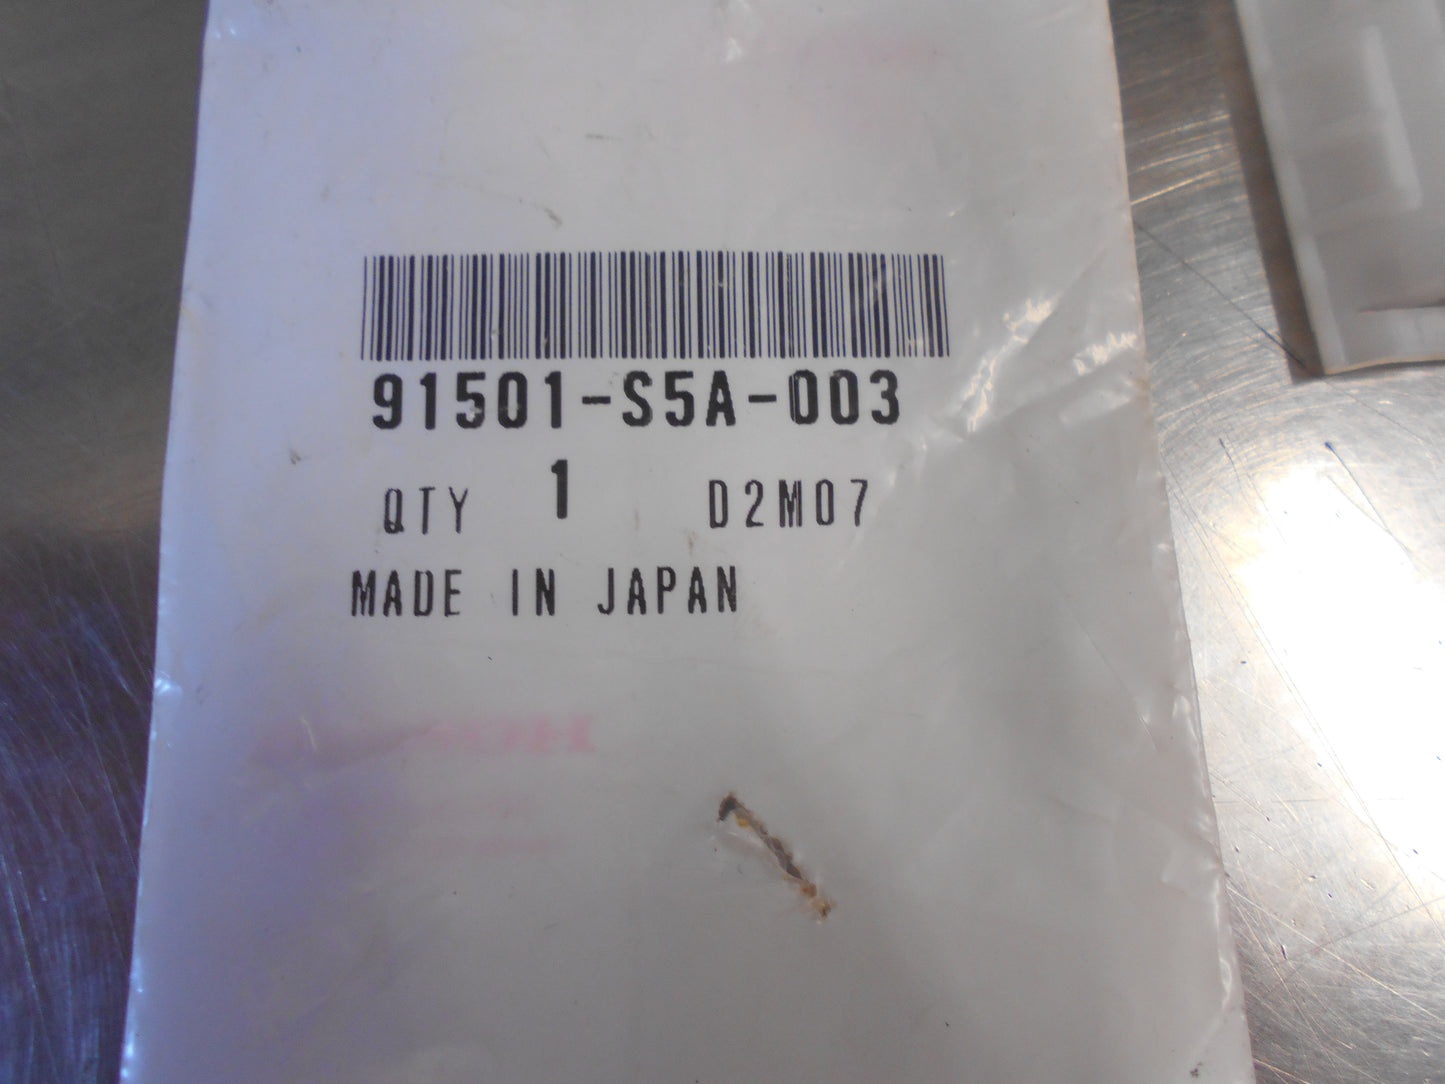 91501-S5A-003
QTY 1 D2M07
MADE IN JAPAN